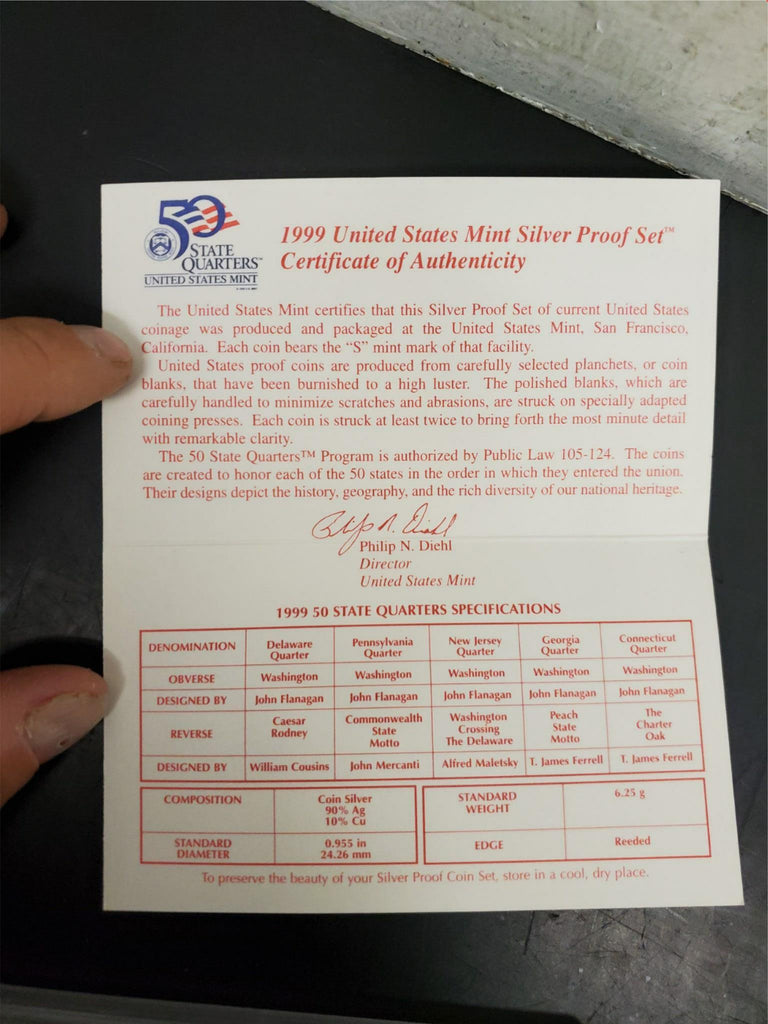 50
STATE
QUARTERS™
UNITED STATES MINT
1999 United States Mint Silver Proof Set™
Certificate of Authenticity
The United States Mint certifies that this Silver Proof Set of current United States
coinage was produced and packaged at the United States Mint, San Francisco,
California. Each coin bears the “S” mint mark of that facility.
United States proof coins are produced from carefully selected planchets, or coin
blanks, that have been burnished to a high luster. The polished blanks, which are
carefully handled to minimize scratches and abrasions, are struck on specially adapted
coining presses. Each coin is struck at least twice to bring forth the most minute detail
with remarkable clarity.
The 50 State Quarters™ Program is authorized by Public Law 105-124. The coins
are created to honor each of the 50 states in the order in which they entered the union.
Their designs depict the history, geography, and the rich diversity of our national heritage.
Philip N. Diehl
Philip N. Diehl
Director
United States Mint
1999 50 STATE QUARTERS SPECIFICATIONS
DENOMINATION Delaware Quarter Pennsylvania Quarter New Jersey Quarter Georgia Quarter Connecticut Quarter
OBVERSE Washington Washington Washington Washington Washington
DESIGNED BY John Flanagan John Flanagan John Flanagan John Flanagan John Flanagan
REVERSE Caesar Rodney Commonwealth State Motto Washington Crossing The Delaware Peach State Motto The Charter Oak
DESIGNED BY William Cousins John Mercanti Alfred Maletsky T. James Ferrell T. James Ferrell
COMPOSITION Coin Silver 90% Ag 10% Cu STANDARD WEIGHT 6.25 g
STANDARD DIAMETER 0.955 in 24.26 mm EDGE Reeded
To preserve the beauty of your Silver Proof Coin Set, store in a cool, dry place.